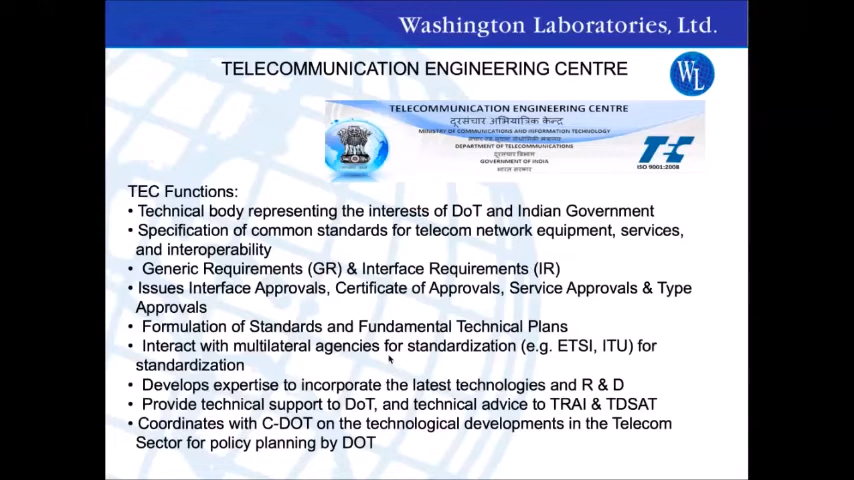 Washington Laboratories, Ltd.
TELECOMMUNICATION ENGINEERING CENTRE
WL
TELECOMMUNICATION ENGINEERING CENTRE
दूरसंचार अभियांत्रिक केन्द्र
MINISTRY OF COMMUNICATIONS AND INFORMATION TECHNOLOGY
DEPARTMENT OF TELECOMMUNICATIONS
दूरसंचार विभाग
GOVERNMENT OF INDIA
भारत सरकार
TEC
ISO 9001:2008
TEC Functions:
• Technical body representing the interests of DoT and Indian Government
• Specification of common standards for telecom network equipment, services,
and interoperability
• Generic Requirements (GR) & Interface Requirements (IR)
• Issues Interface Approvals, Certificate of Approvals, Service Approvals & Type
Approvals
• Formulation of Standards and Fundamental Technical Plans
• Interact with multilateral agencies for standardization (e.g. ETSI, ITU) for
standardization
• Develops expertise to incorporate the latest technologies and R & D
• Provide technical support to DoT, and technical advice to TRAI & TDSAT
• Coordinates with C-DOT on the technological developments in the Telecom
Sector for policy planning by DOT